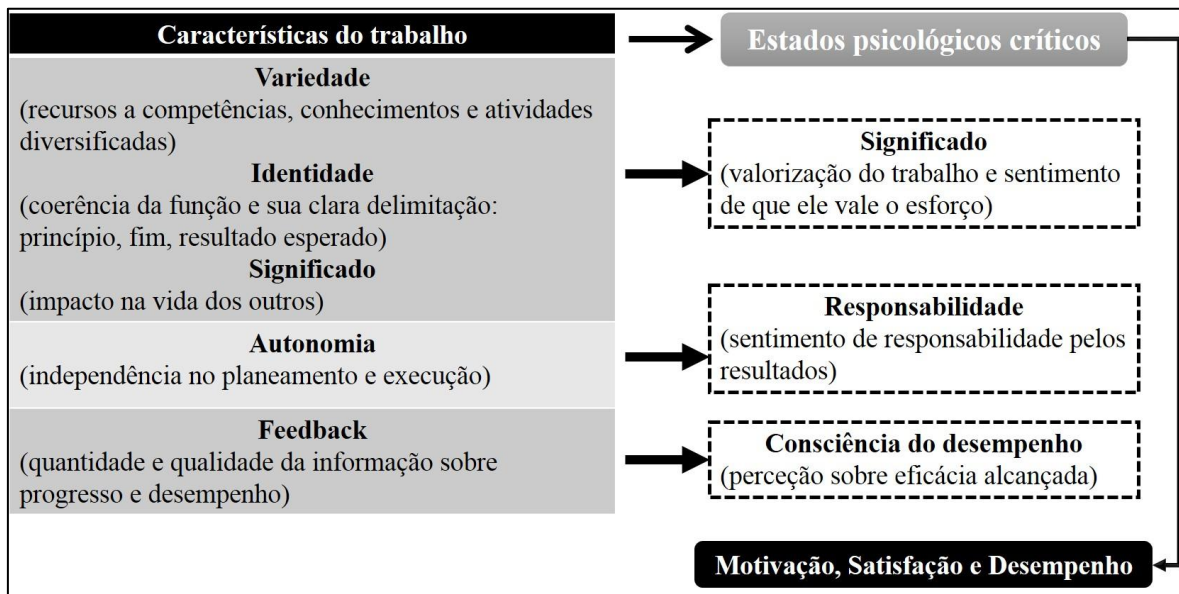 Características do trabalho
Estados psicológicos críticos
Variedade
(recursos a competências, conhecimentos e atividades
diversificadas)
Identidade
(coerência da função e sua clara delimitação:
princípio, fim, resultado esperado)
Significado
(impacto na vida dos outros)
Significado
(valorização do trabalho e sentimento
de que ele vale o esforço)
Autonomia
(independência no planeamento e execução)
Responsabilidade
(sentimento de responsabilidade pelos
resultados)
Feedback
(quantidade e qualidade da informação sobre
progresso e desempenho)
Consciência do desempenho
(perceção sobre eficácia alcançada)
Motivação, Satisfação e Desempenho